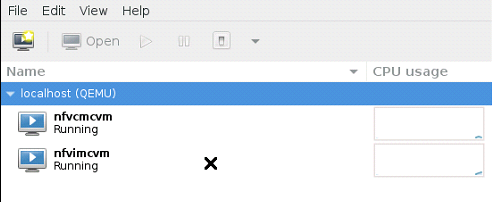 File Edit View Help
Open
Name CPU usage
localhost (QEMU)
nfvcmcvm
Running
nfvimcvm
Running